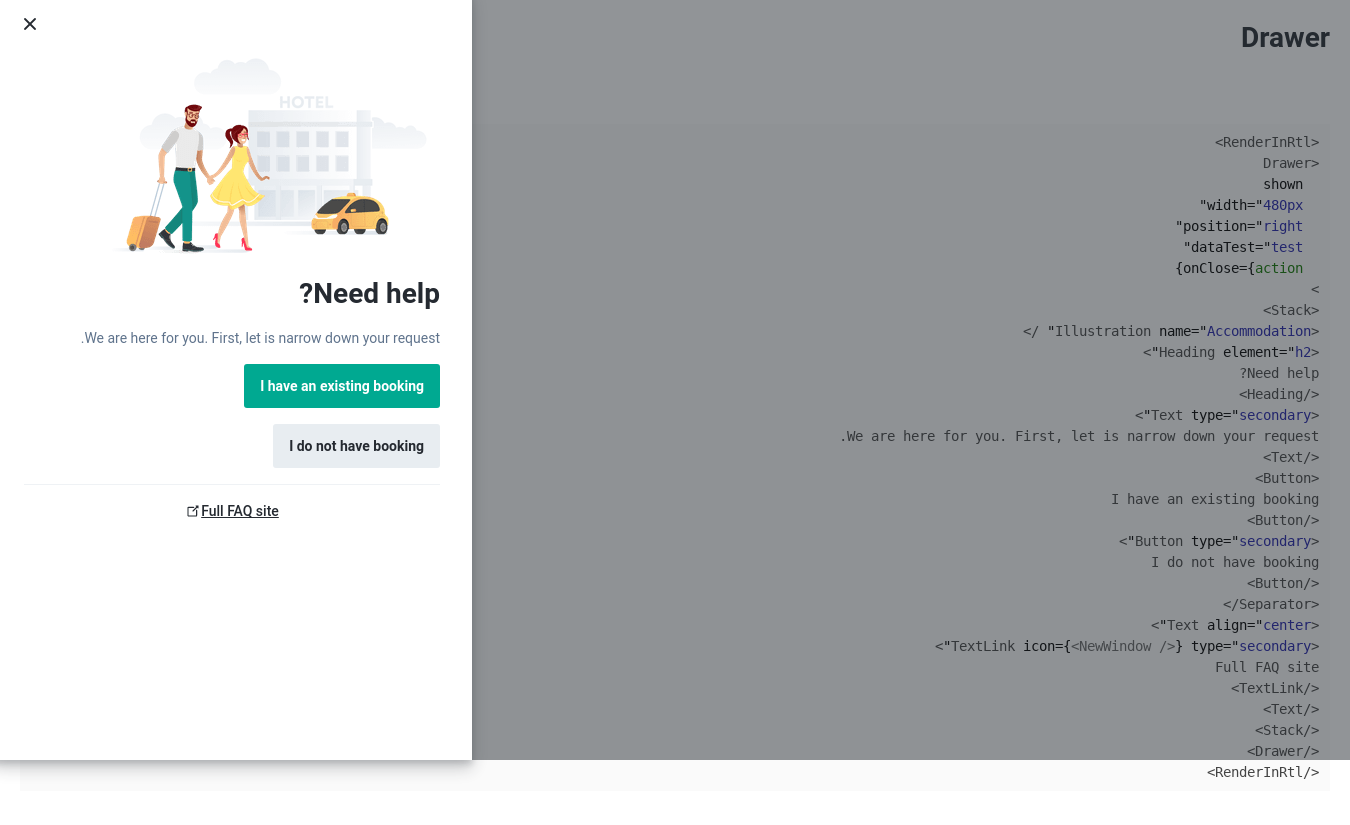 HOTEL
?Need help
.We are here for you. First, let is narrow down your request
I have an existing booking
I do not have booking
Full FAQ site
Drawer
<RenderInRtl>
Drawer>
shown
"width="480px
"position="right
"dataTest="test
{onClose={action
<
<Stack>
</ "Illustration name="Accommodation>
<"Heading element="h2>
?Need help
<Heading/>
<"Text type="secondary>
.We are here for you. First, let is narrow down your request
<Text/>
<Button>
I have an existing booking
<Button/>
<"Button type="secondary>
I do not have booking
<Button/>
</Separator>
<"Text align="center>
<"TextLink icon={<NewWindow />} type="secondary>
Full FAQ site
<TextLink/>
<Text/>
<Stack/>
<Drawer/>
<RenderInRtl/>